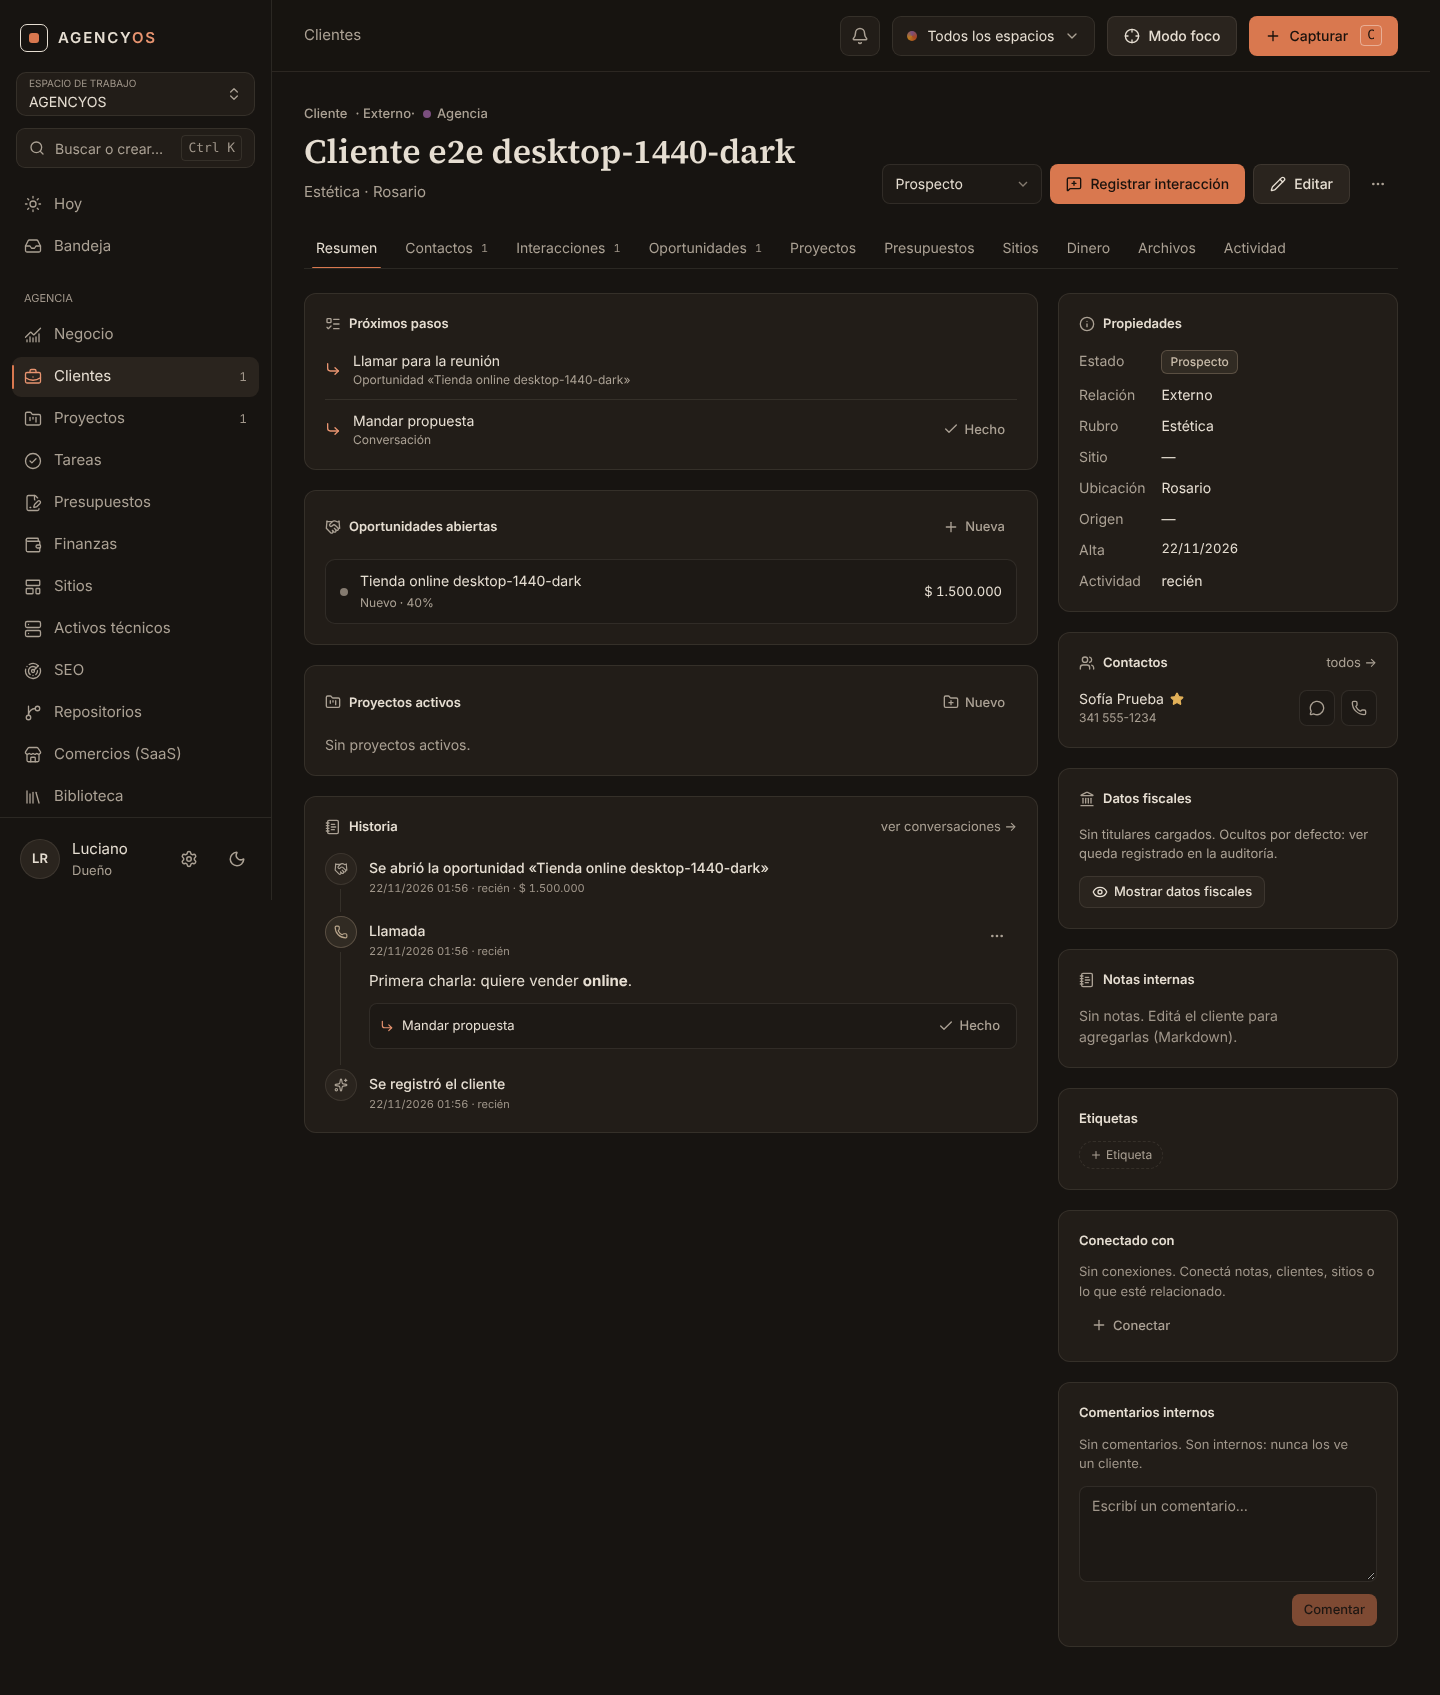 AGENCYOS
ESPACIO DE TRABAJO
AGENCYOS
Buscar o crear... Ctrl K
Hoy
Bandeja
AGENCIA
Negocio
Clientes 1
Proyectos 1
Tareas
Presupuestos
Finanzas
Sitios
Activos técnicos
SEO
Repositorios
Comercios (SaaS)
Biblioteca
LR
Luciano
Dueño
Clientes
Todos los espacios
Modo foco
Capturar C
Cliente · Externo· Agencia
Cliente e2e desktop-1440-dark
Estética · Rosario
Prospecto
Registrar interacción
Editar
Resumen Contactos 1 Interacciones 1 Oportunidades 1 Proyectos Presupuestos Sitios Dinero Archivos Actividad
Próximos pasos
Llamar para la reunión
Oportunidad «Tienda online desktop-1440-dark»
Mandar propuesta
Conversación
Hecho
Oportunidades abiertas
Nueva
Tienda online desktop-1440-dark
Nuevo · 40%
$ 1.500.000
Proyectos activos
Nuevo
Sin proyectos activos.
Historia
ver conversaciones →
Se abrió la oportunidad «Tienda online desktop-1440-dark»
22/11/2026 01:56 · recién · $ 1.500.000
Llamada
22/11/2026 01:56 · recién
Primera charla: quiere vender online.
Mandar propuesta
Hecho
Se registró el cliente
22/11/2026 01:56 · recién
Propiedades
Estado Prospecto
Relación Externo
Rubro Estética
Sitio —
Ubicación Rosario
Origen —
Alta 22/11/2026
Actividad recién
Contactos
todos →
Sofía Prueba
341 555-1234
Datos fiscales
Sin titulares cargados. Ocultos por defecto: ver
queda registrado en la auditoría.
Mostrar datos fiscales
Notas internas
Sin notas. Editá el cliente para
agregarlas (Markdown).
Etiquetas
+ Etiqueta
Conectado con
Sin conexiones. Conectá notas, clientes, sitios o
lo que esté relacionado.
Conectar
Comentarios internos
Sin comentarios. Son internos: nunca los ve
un cliente.
Escribí un comentario...
Comentar